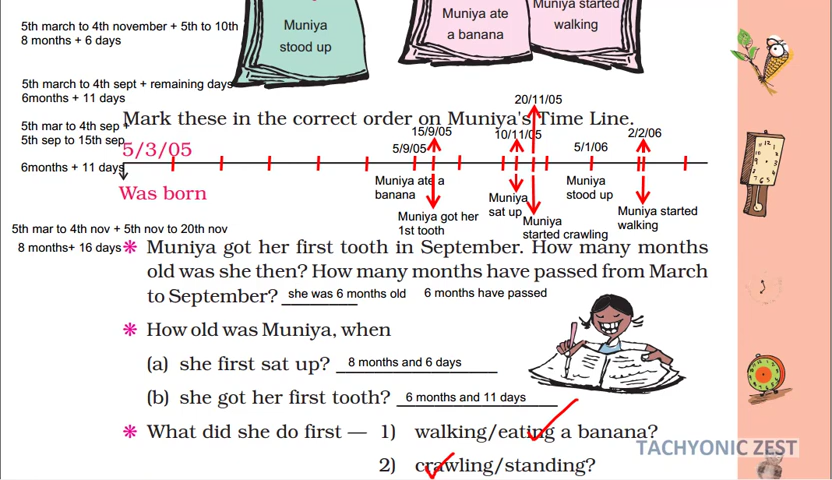 5th march to 4th november + 5th to 10th
8 months + 6 days
Muniya
stood up
Muniya ate
a banana
Muniya started
walking
5th march to 4th sept + remaining days
6months + 11 days
20/11/05
Mark these in the correct order on Muniya's Time Line.
5th mar to 4th sep +
5th sep to 15th sep
15/9/05
10/11/05
2/2/06
5/3/05
5/9/05
5/1/06
6months + 11 days
Was born
Muniya ate a
banana
Muniya
sat up
Muniya
stood up
Muniya got her
1st tooth
Muniya
started crawling
Muniya started
walking
5th mar to 4th nov + 5th nov to 20th nov
8 months+ 16 days
Muniya got her first tooth in September. How many months
old was she then? How many months have passed from March
to September? she was 6 months old 6 months have passed
How old was Muniya, when
(a) she first sat up? 8 months and 6 days
(b) she got her first tooth? 6 months and 11 days
What did she do first — 1) walking/eating a banana?
2) crawling/standing?
TACHYONIC ZEST